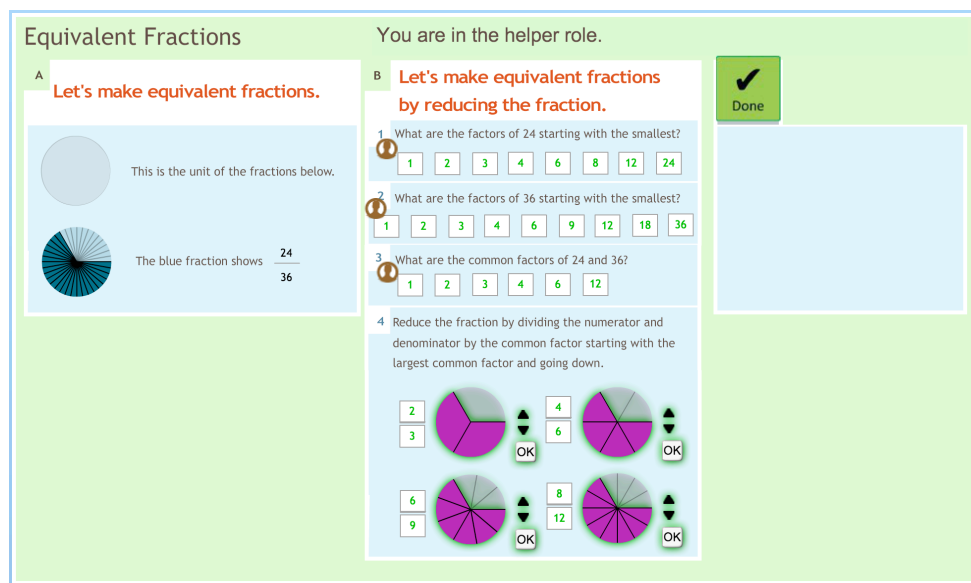 Equivalent Fractions
You are in the helper role.
A
Let's make equivalent fractions.
This is the unit of the fractions below.
The blue fraction shows
24
36
B
Let's make equivalent fractions
by reducing the fraction.
1 What are the factors of 24 starting with the smallest?
1 2 3 4 6 8 12 24
2 What are the factors of 36 starting with the smallest?
1 2 3 4 6 9 12 18 36
3 What are the common factors of 24 and 36?
1 2 3 4 6 12
4 Reduce the fraction by dividing the numerator and
denominator by the common factor starting with the
largest common factor and going down.
2
3
OK
4
6
OK
6
9
OK
8
12
OK
Done